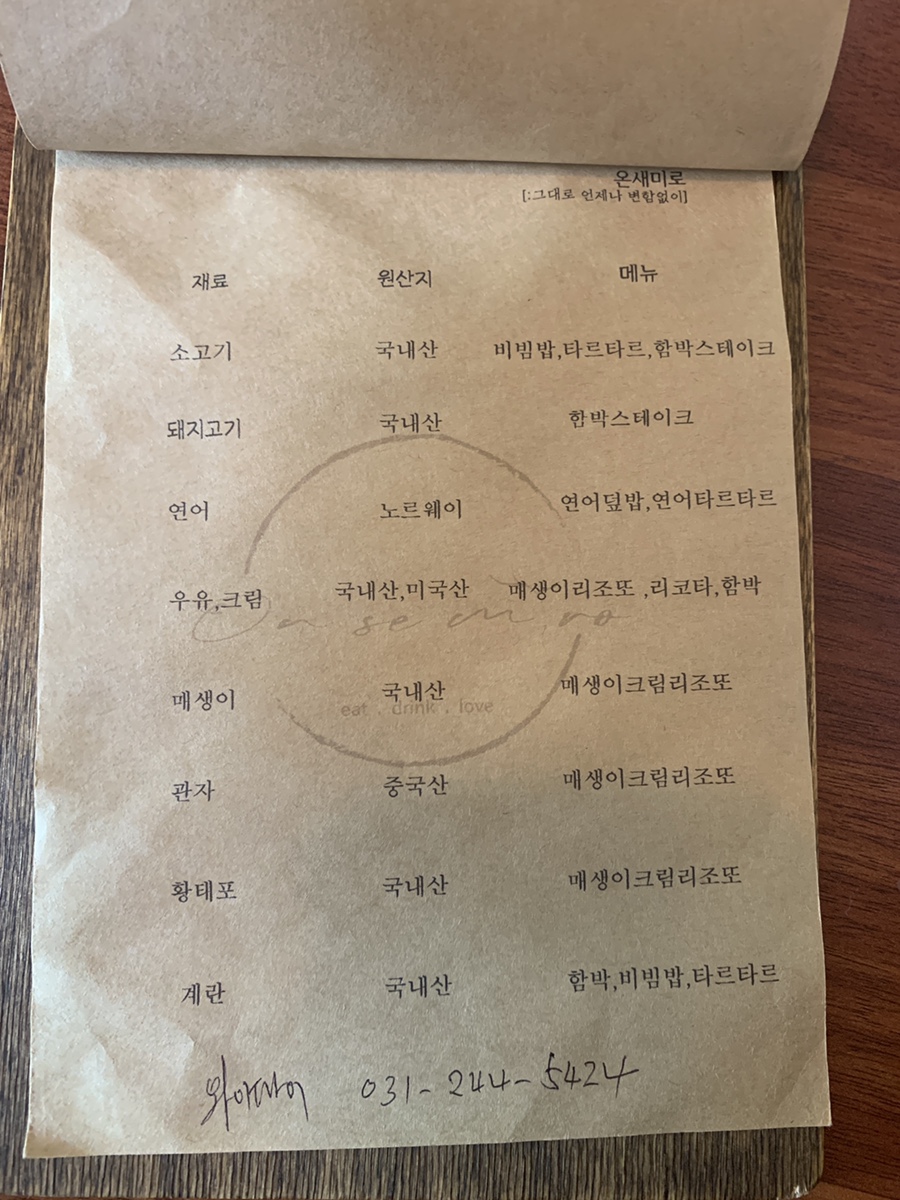 온새미로
[;그대로 언제나 변함없이]
재료 원산지 메뉴
소고기 국내산 비빔밥,타르타르,함박스테이크
돼지고기 국내산 함박스테이크
연어 노르웨이 연어덮밥,연어타르타르
우유,크림 국내산,미국산 매생이리조또 ,리코타,함박
On se mi ro
매생이 국내산 매생이크림리조또
eat . drink . love
관자 중국산 매생이크림리조또
황태포 국내산 매생이크림리조또
계란 국내산 함박,비빔밥,타르타르
031-244-5424